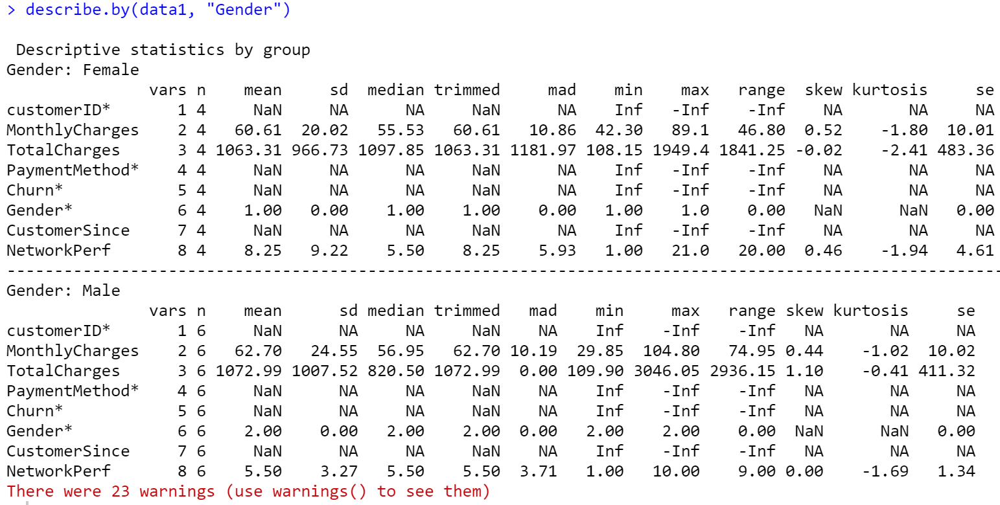 > describe.by(data1, "Gender")
Descriptive statistics by group
Gender: Female
vars n mean sd median trimmed mad min max range skew kurtosis se
customerID* 1 4 NaN NA NA NaN NA Inf -Inf -Inf NA NA NA
MonthlyCharges 2 4 60.61 20.02 55.53 60.61 10.86 42.30 89.1 46.80 0.52 -1.80 10.01
TotalCharges 3 4 1063.31 966.73 1097.85 1063.31 1181.97 108.15 1949.4 1841.25 -0.02 -2.41 483.36
PaymentMethod* 4 4 NaN NA NA NaN NA Inf -Inf -Inf NA NA NA
Churn* 5 4 NaN NA NA NaN NA Inf -Inf -Inf NA NA NA
Gender* 6 4 1.00 0.00 1.00 1.00 0.00 1.00 1.0 0.00 NaN NaN 0.00
CustomerSince 7 4 NaN NA NA NaN NA Inf -Inf -Inf NA NA NA
NetworkPerf 8 4 8.25 9.22 5.50 8.25 5.93 1.00 21.0 20.00 0.46 -1.94 4.61
---------------------------------------------------------------------------------------------------------
Gender: Male
vars n mean sd median trimmed mad min max range skew kurtosis se
customerID* 1 6 NaN NA NA NaN NA Inf -Inf -Inf NA NA NA
MonthlyCharges 2 6 62.70 24.55 56.95 62.70 10.19 29.85 104.80 74.95 0.44 -1.02 10.02
TotalCharges 3 6 1072.99 1007.52 820.50 1072.99 0.00 109.90 3046.05 2936.15 1.10 -0.41 411.32
PaymentMethod* 4 6 NaN NA NA NaN NA Inf -Inf -Inf NA NA NA
Churn* 5 6 NaN NA NA NaN NA Inf -Inf -Inf NA NA NA
Gender* 6 6 2.00 0.00 2.00 2.00 0.00 2.00 2.00 0.00 NaN NaN 0.00
CustomerSince 7 6 NaN NA NA NaN NA Inf -Inf -Inf NA NA NA
NetworkPerf 8 6 5.50 3.27 5.50 5.50 3.71 1.00 10.00 9.00 0.00 -1.69 1.34
There were 23 warnings (use warnings() to see them)